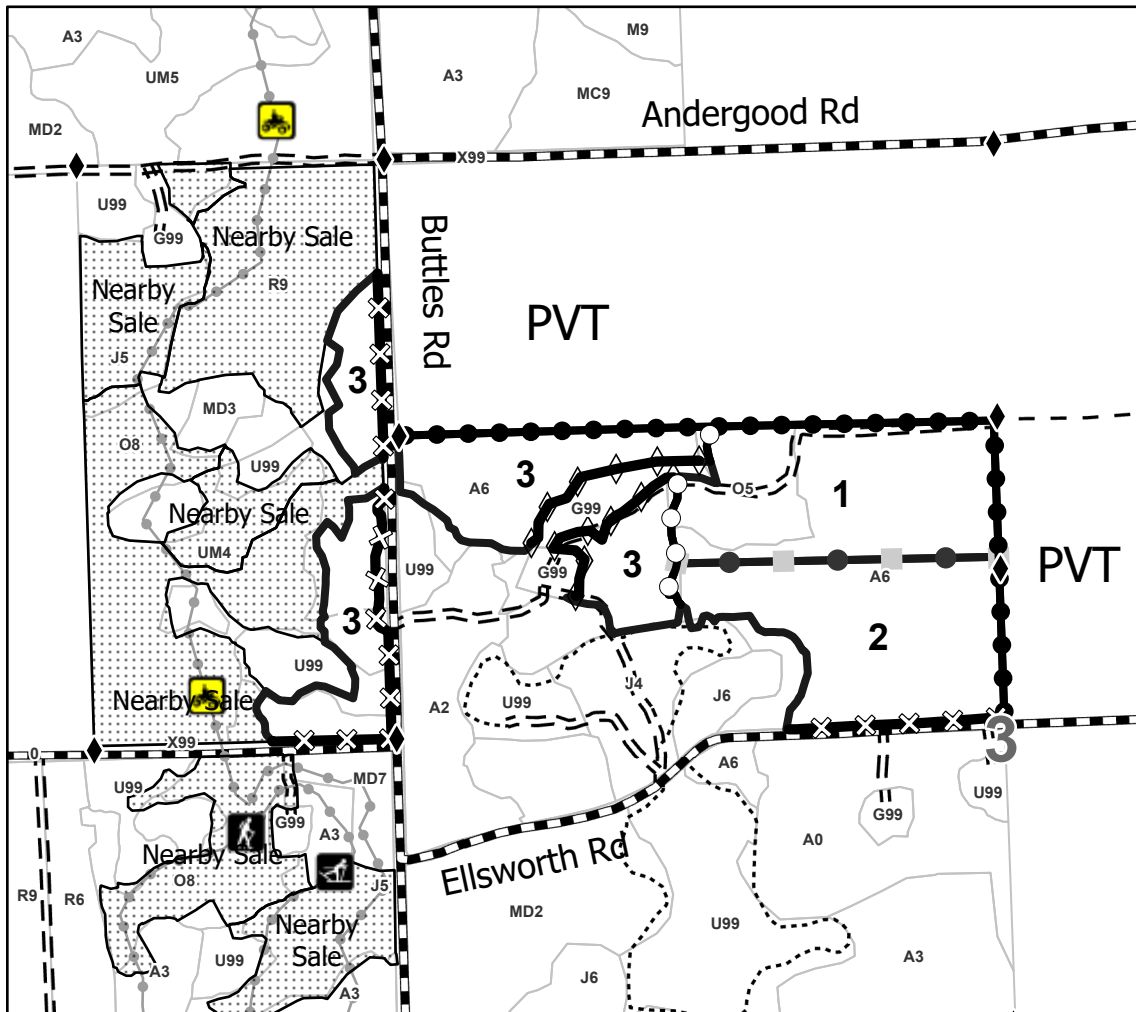 A3
M9
UM5
A3
MC9
MD2
Andergood Rd
X99
U99
G99
Nearby Sale
Buttles Rd
R9
Nearby
Sale
PVT
J5
3
MD3
O8
U99
3
A6
O5
1
G99
Nearby Sale
UM4
U99
G99
3
A6
PVT
3
2
U99
J4
J6
U99
A2
Nearby Sale
X99
0
3
MD7
A6
U99
U99
G99
A3
G99
A0
Nearby Sale
O8
Ellsworth Rd
J5
R9
R6
MD2
Nearby
Sale
U99
U99
A3
A3
J6
A3